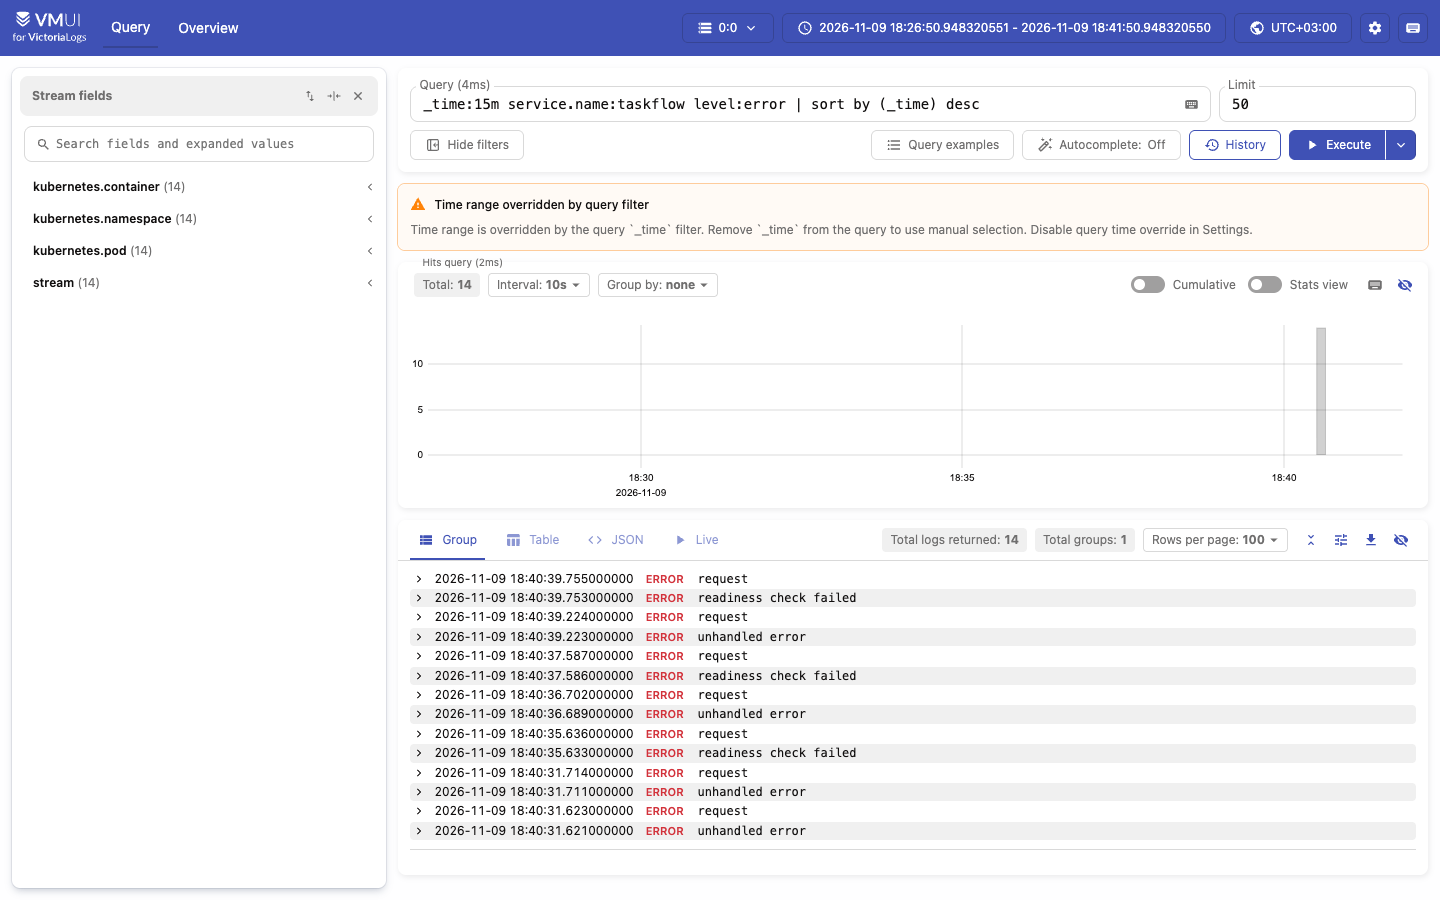 VMUI
for VictoriaLogs
Query
Overview
0:0
2026-11-09 18:26:50.948320551 - 2026-11-09 18:41:50.948320550
UTC+03:00
Stream fields
Search fields and expanded values
kubernetes.container (14)
kubernetes.namespace (14)
kubernetes.pod (14)
stream (14)
Query (4ms)
_time:15m service.name:taskflow level:error | sort by (_time) desc
Limit
50
Hide filters
Query examples
Autocomplete: Off
History
Execute
Time range overridden by query filter
Time range is overridden by the query `_time` filter. Remove `_time` from the query to use manual selection. Disable query time override in Settings.
Hits query (2ms)
Total: 14
Interval: 10s
Group by: none
Cumulative
Stats view
10
5
0
18:30
2026-11-09
18:35
18:40
Group
Table
JSON
Live
Total logs returned: 14
Total groups: 1
Rows per page: 100
2026-11-09 18:40:39.755000000 ERROR request
2026-11-09 18:40:39.753000000 ERROR readiness check failed
2026-11-09 18:40:39.224000000 ERROR request
2026-11-09 18:40:39.223000000 ERROR unhandled error
2026-11-09 18:40:37.587000000 ERROR request
2026-11-09 18:40:37.586000000 ERROR readiness check failed
2026-11-09 18:40:36.702000000 ERROR request
2026-11-09 18:40:36.689000000 ERROR unhandled error
2026-11-09 18:40:35.636000000 ERROR request
2026-11-09 18:40:35.633000000 ERROR readiness check failed
2026-11-09 18:40:31.714000000 ERROR request
2026-11-09 18:40:31.711000000 ERROR unhandled error
2026-11-09 18:40:31.623000000 ERROR request
2026-11-09 18:40:31.621000000 ERROR unhandled error